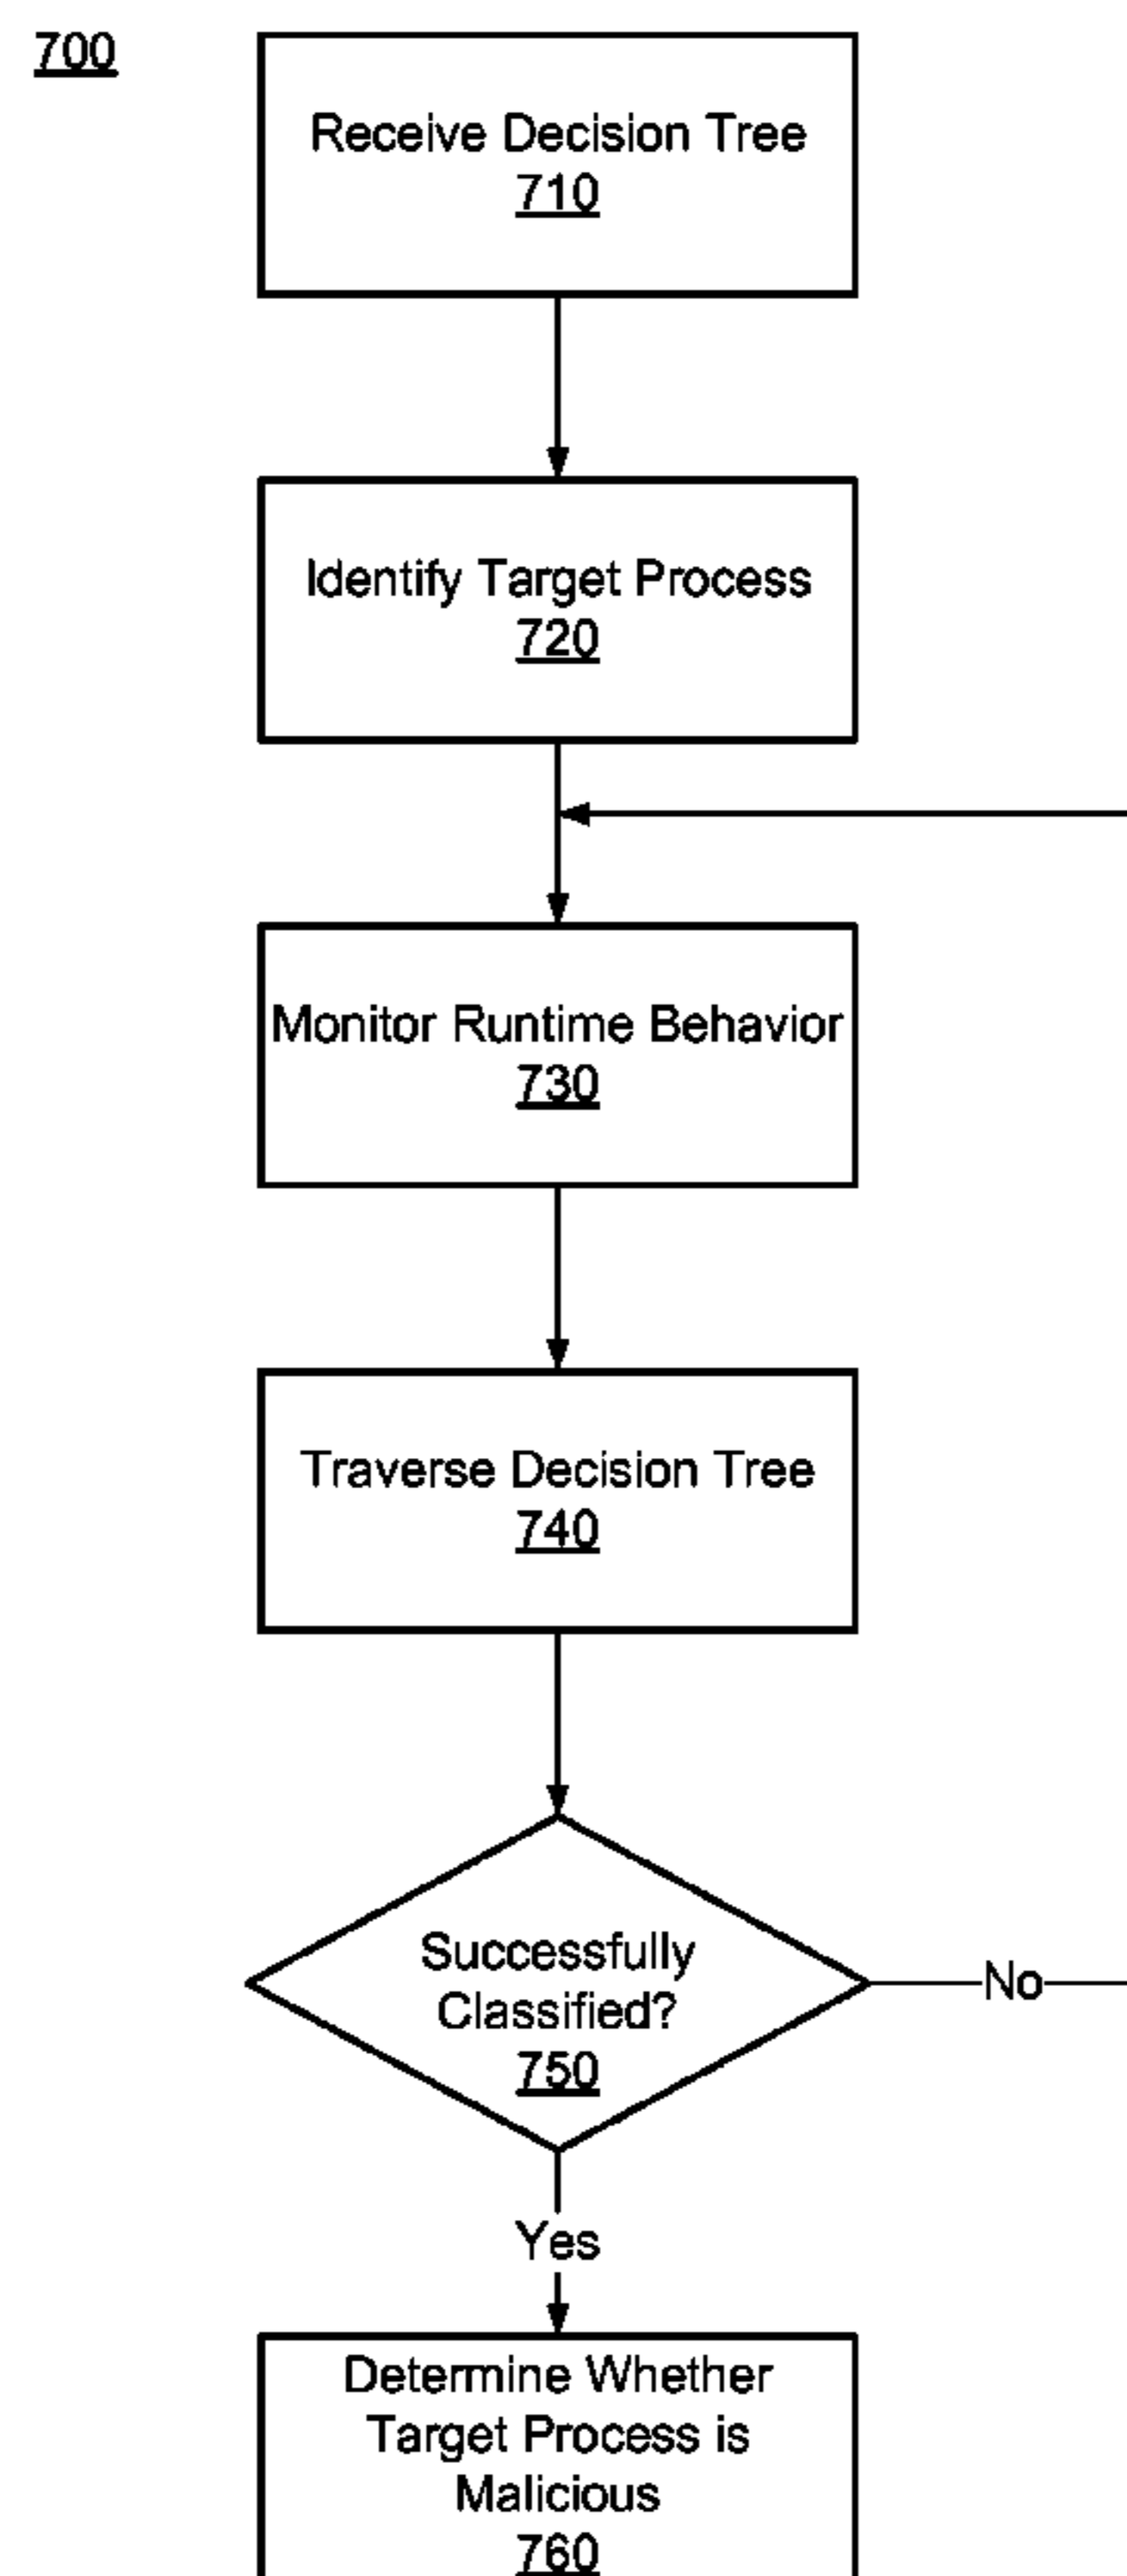 700
Receive Decision Tree
710
Identify Target Process
720
Monitor Runtime Behavior
730
Traverse Decision Tree
740
Successfully
Classified?
750
No
Yes
Determine Whether
Target Process is
Malicious
760